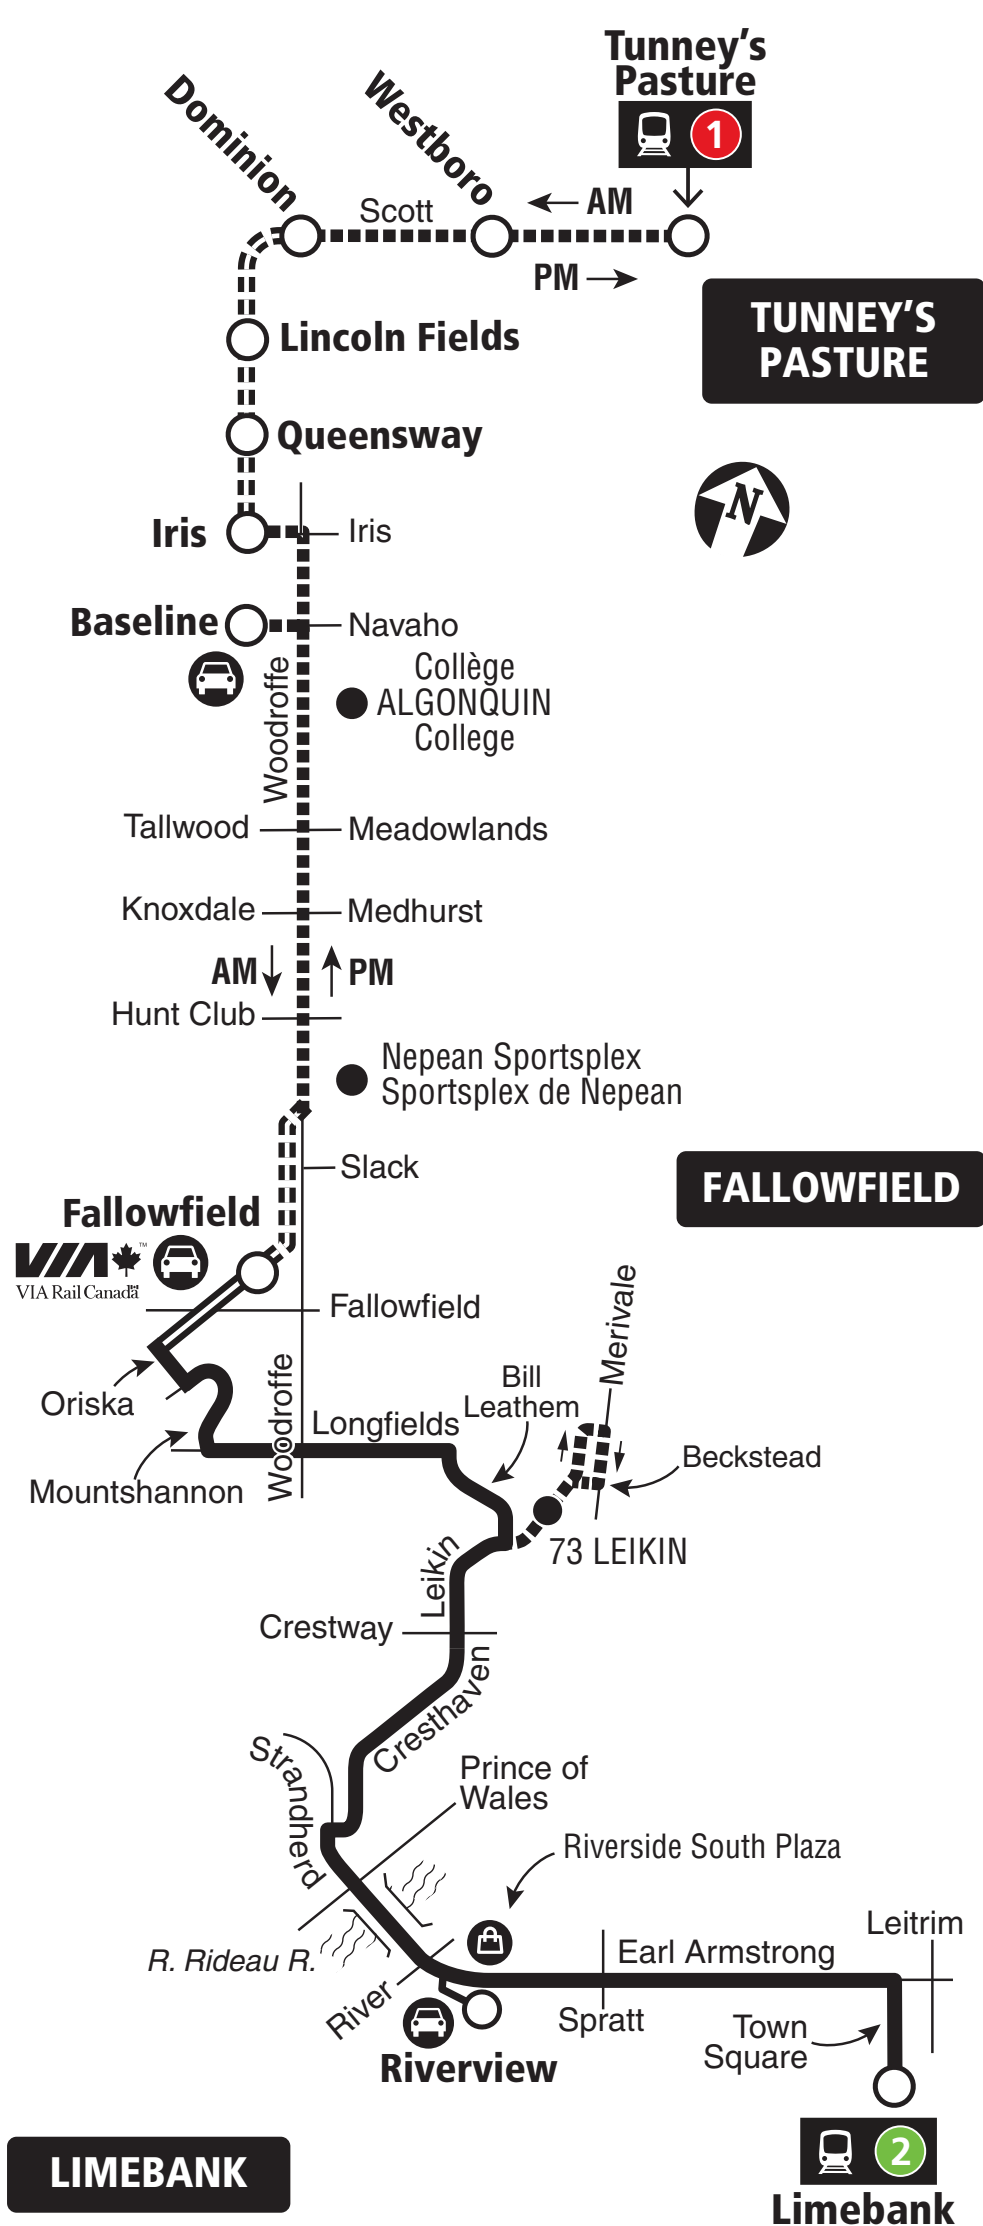 Tunney's
Pasture
1
Dominion
Westboro
Scott
AM
PM
TUNNEY'S
PASTURE
Lincoln Fields
Queensway
N
Iris
Iris
Baseline
Navaho
Woodroffe
Collège
ALGONQUIN
College
Tallwood
Meadowlands
Knoxdale
Medhurst
AM
PM
Hunt Club
Nepean Sportsplex
Sportsplex de Nepean
Slack
FALLOWFIELD
Fallowfield
VIA™
VIA Rail Canada
Fallowfield
Merivale
Oriska
Woodroffe
Longfields
Bill
Leathem
Beckstead
Mountshannon
73 LEIKIN
Leikin
Crestway
Cresthaven
Strandherd
Prince of
Wales
Riverside South Plaza
R. Rideau R.
River
Riverview
Earl Armstrong
Leitrim
Spratt
Town
Square
LIMEBANK
2
Limebank